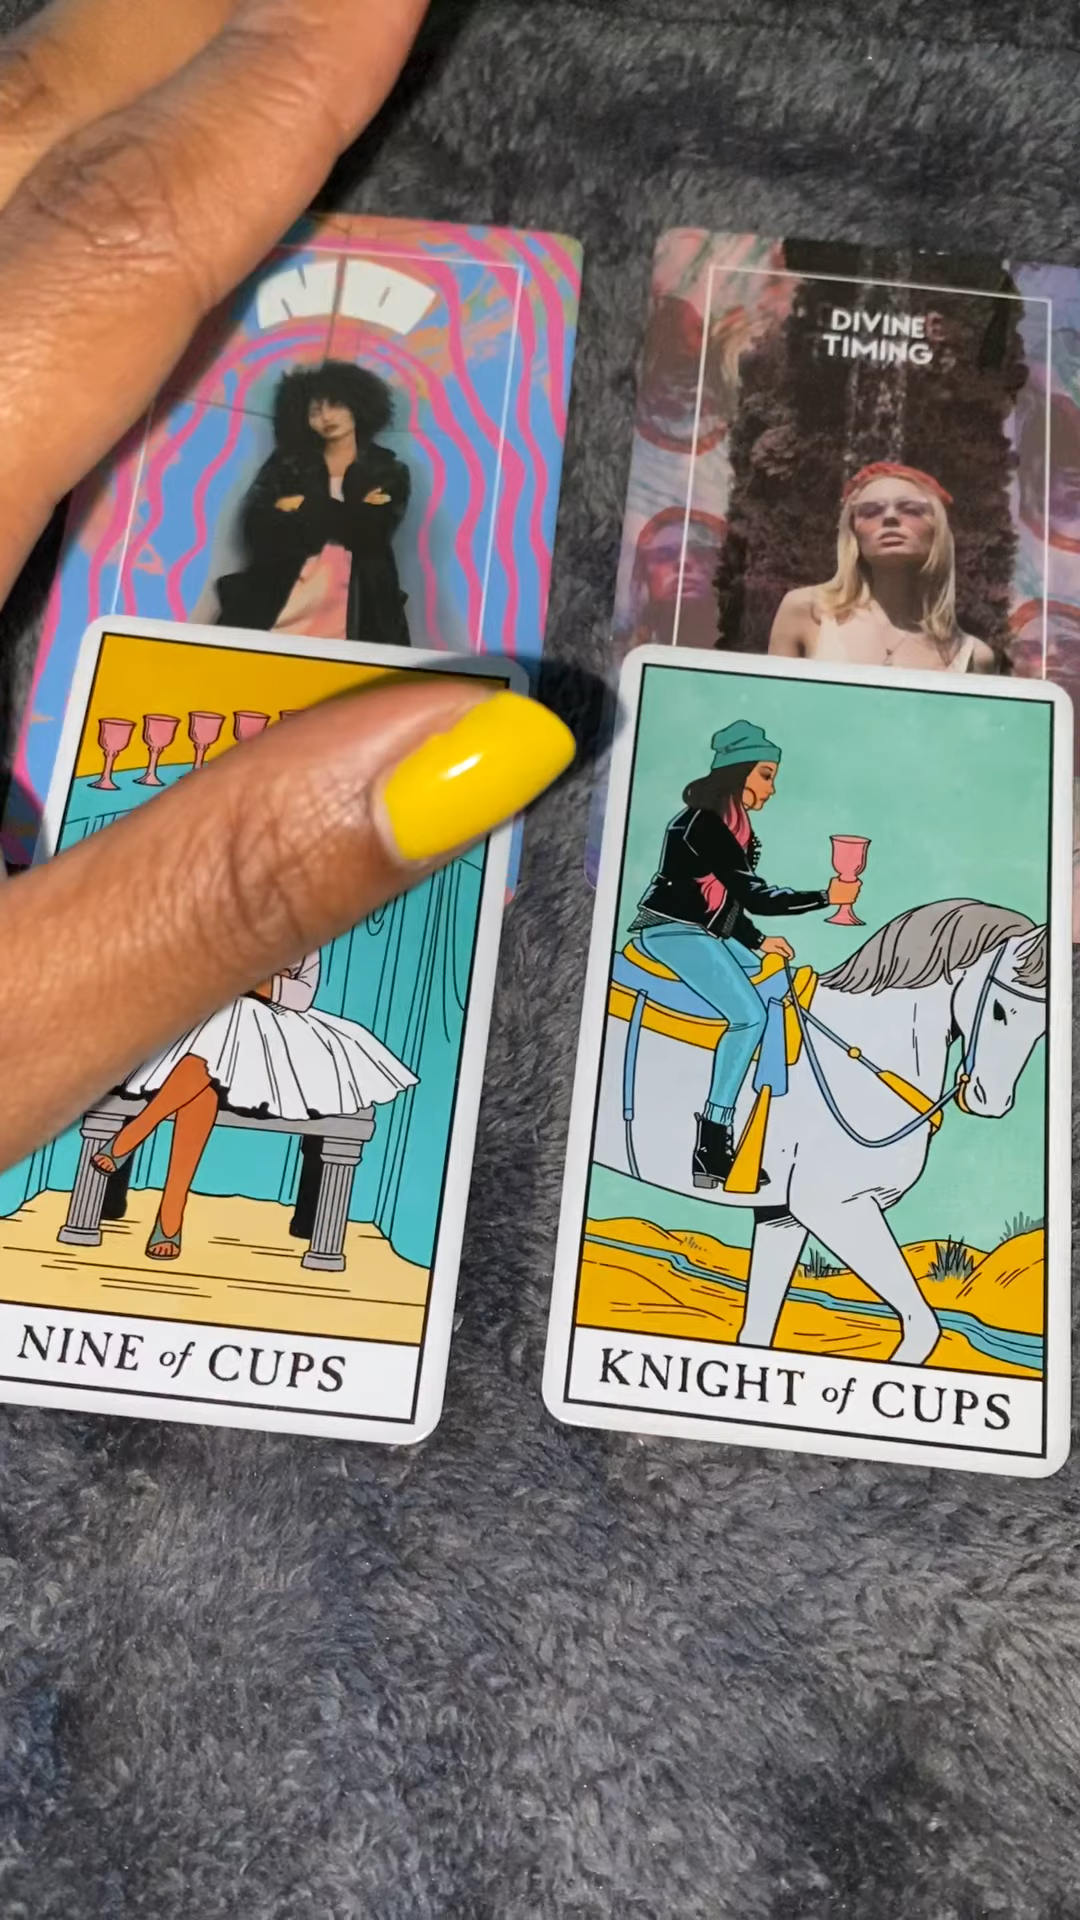 NO
DIVINE
TIMING
NINE of CUPS
KNIGHT of CUPS